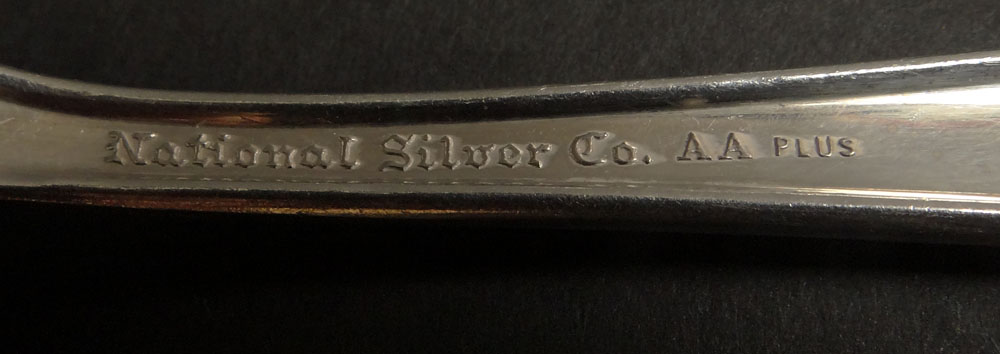 National Silver Co. AA PLUS